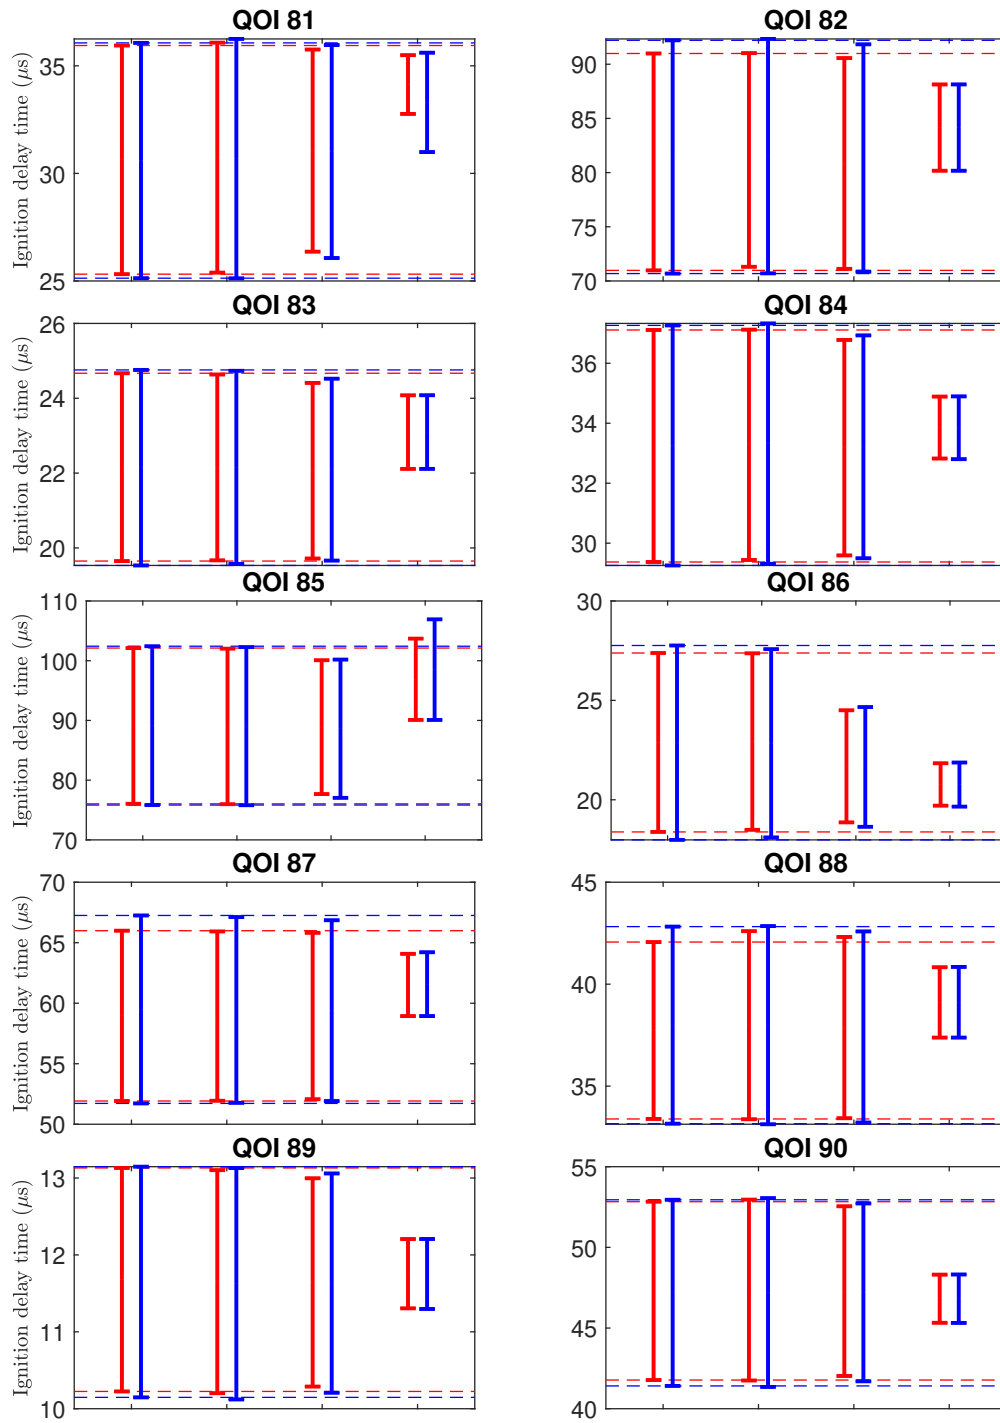 QOI 81
QOI 82
Ignition delay time (μs)
35
30
25
90
85
80
75
70
QOI 83
QOI 84
Ignition delay time (μs)
26
24
22
20
36
34
32
30
QOI 85
QOI 86
Ignition delay time (μs)
110
100
90
80
70
30
25
20
QOI 87
QOI 88
Ignition delay time (μs)
70
65
60
55
50
45
40
35
QOI 89
QOI 90
Ignition delay time (μs)
13
12
11
10
55
50
45
40